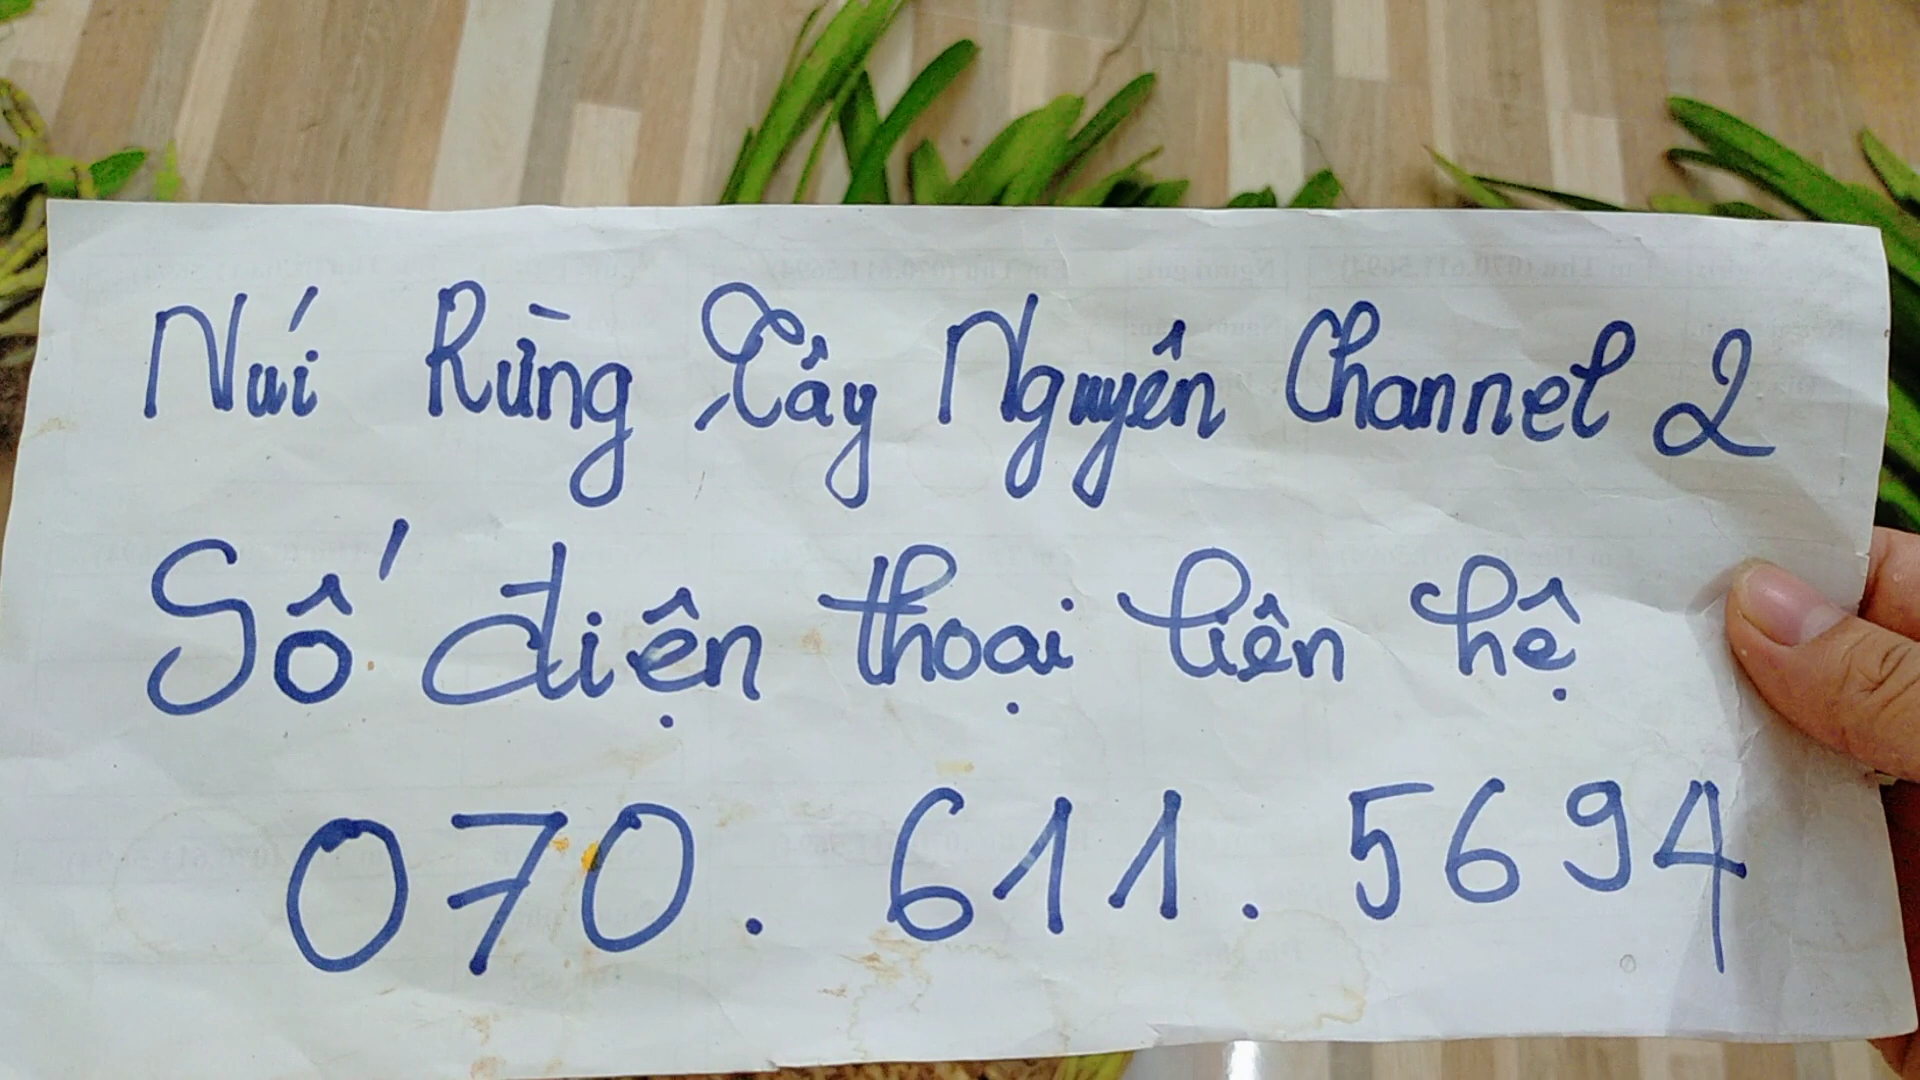 Núi Rừng Tây Nguyên Channel 2
Số điện thoại liên hệ
070. 611. 5694